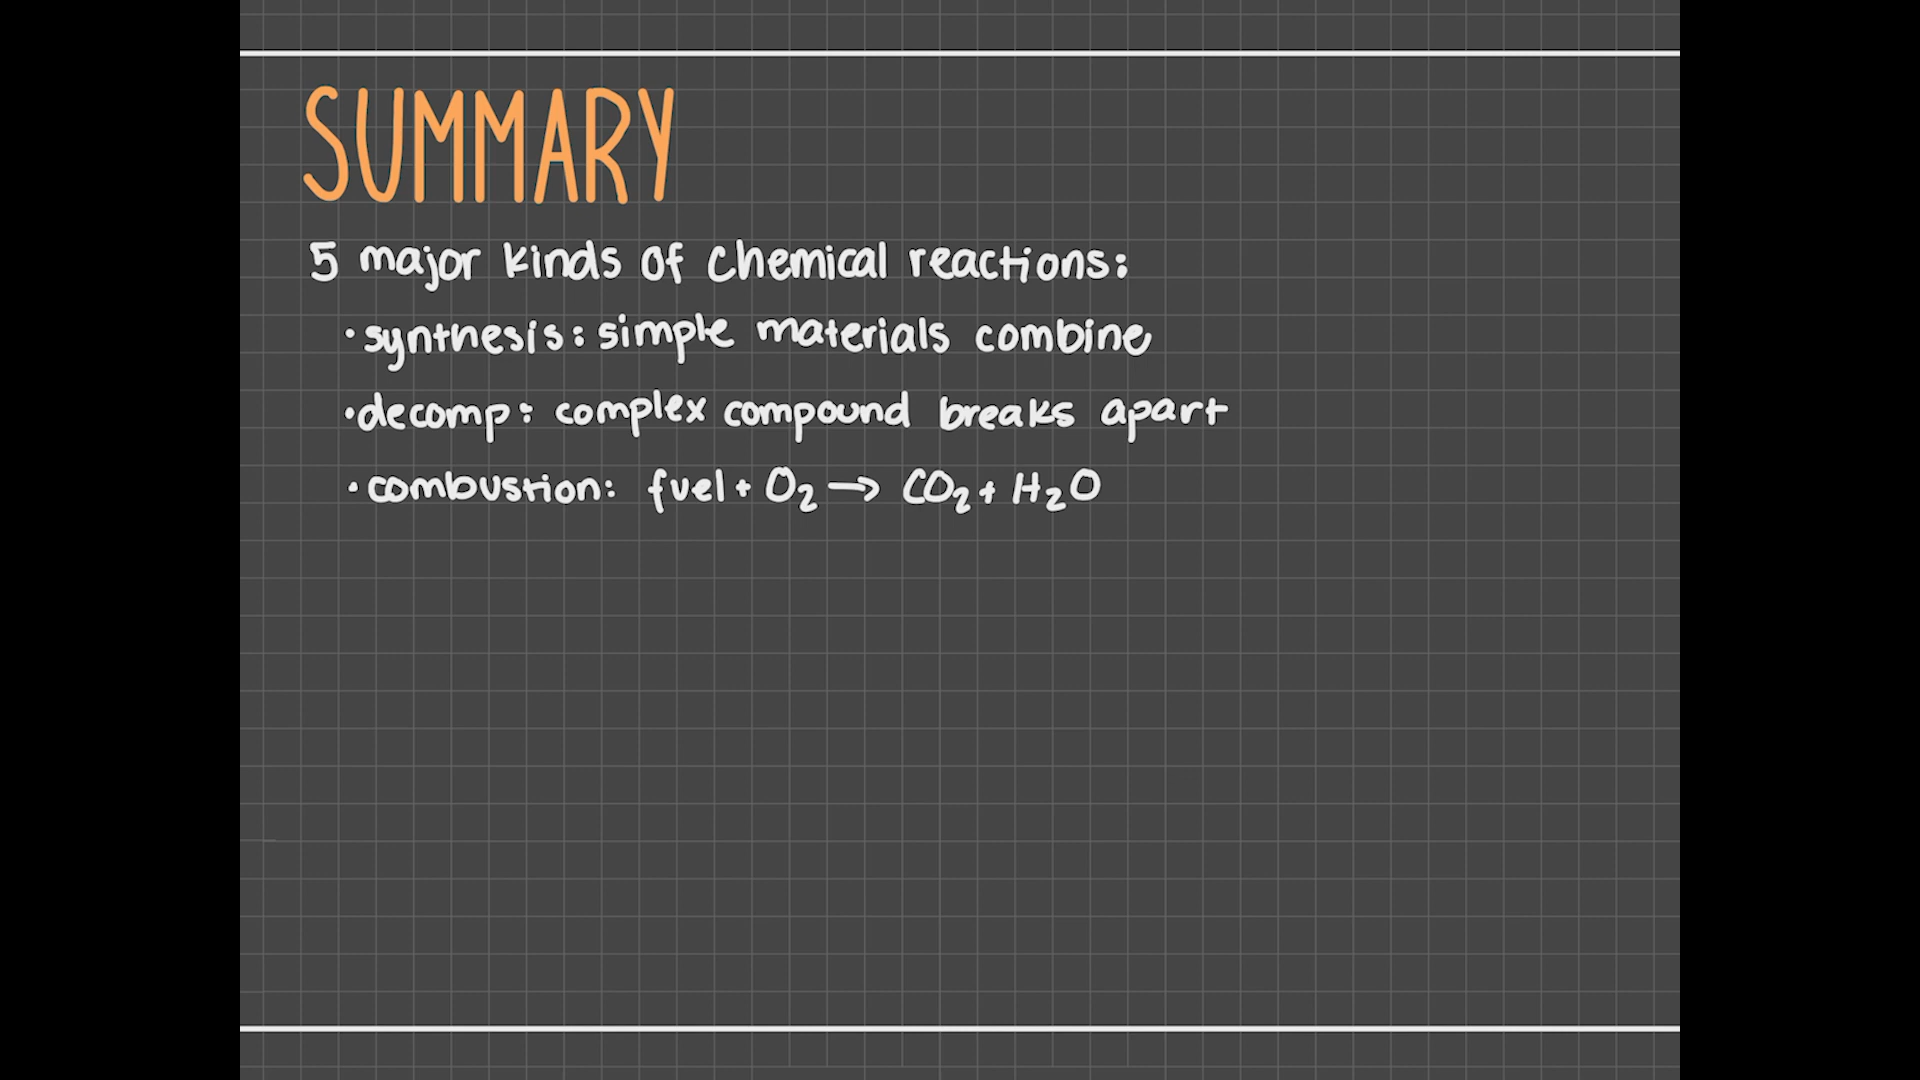 SUMMARY
5 major kinds of chemical reactions:
• synthesis: simple materials combine
• decomp: complex compound breaks apart
• combustion: fuel + O₂ → CO₂ + H₂O